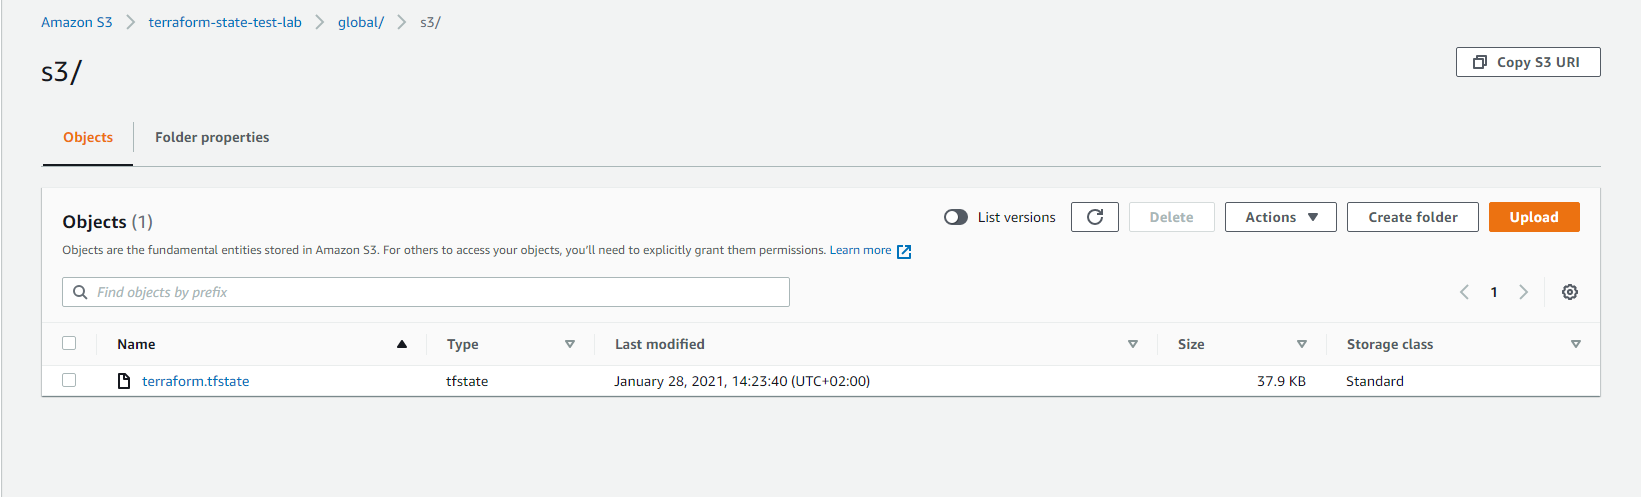 Amazon S3 > terraform-state-test-lab > global/ > s3/
s3/
Copy S3 URI
Objects Folder properties
Objects (1)
List versions Delete Actions Create folder Upload
Objects are the fundamental entities stored in Amazon S3. For others to access your objects, you'll need to explicitly grant them permissions. Learn more
Find objects by prefix
1
Name Type Last modified Size Storage class
terraform.tfstate tfstate January 28, 2021, 14:23:40 (UTC+02:00) 37.9 KB Standard